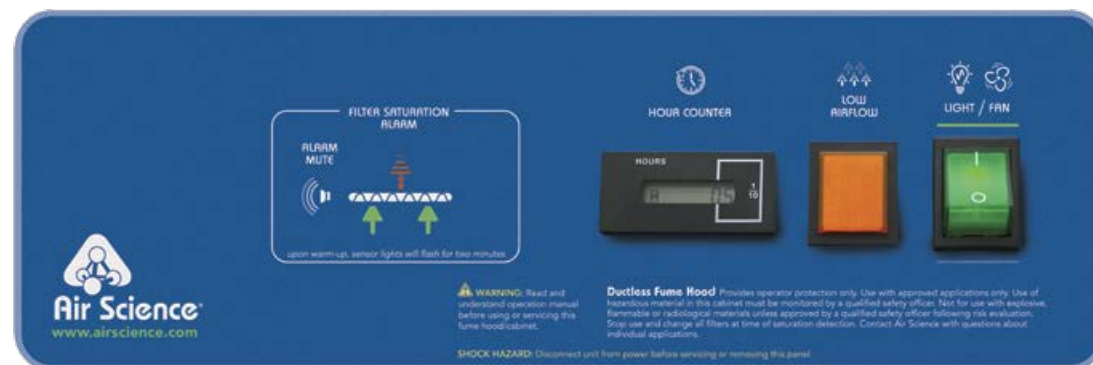 FILTER SATURATION
ALARM
ALARM
MUTE
upon warm-up, sensor lights will flash for two minutes
HOUR COUNTER
HOURS
H 0.5
1
10
LOW
AIRFLOW
LIGHT / FAN
Air Science®
www.airscience.com
WARNING: Read and
understand operation manual
before using or servicing this
fume hood/cabinet.
Ductless Fume Hood Provides operator protection only. Use with approved applications only. Use of
hazardous material in this cabinet must be monitored by a qualified safety officer. Not for use with explosive,
flammable or radiological materials unless approved by a qualified safety officer following risk evaluation.
Stop use and change all filters at time of saturation detection. Contact Air Science with questions about
individual applications.
SHOCK HAZARD: Disconnect unit from power before servicing or removing this panel